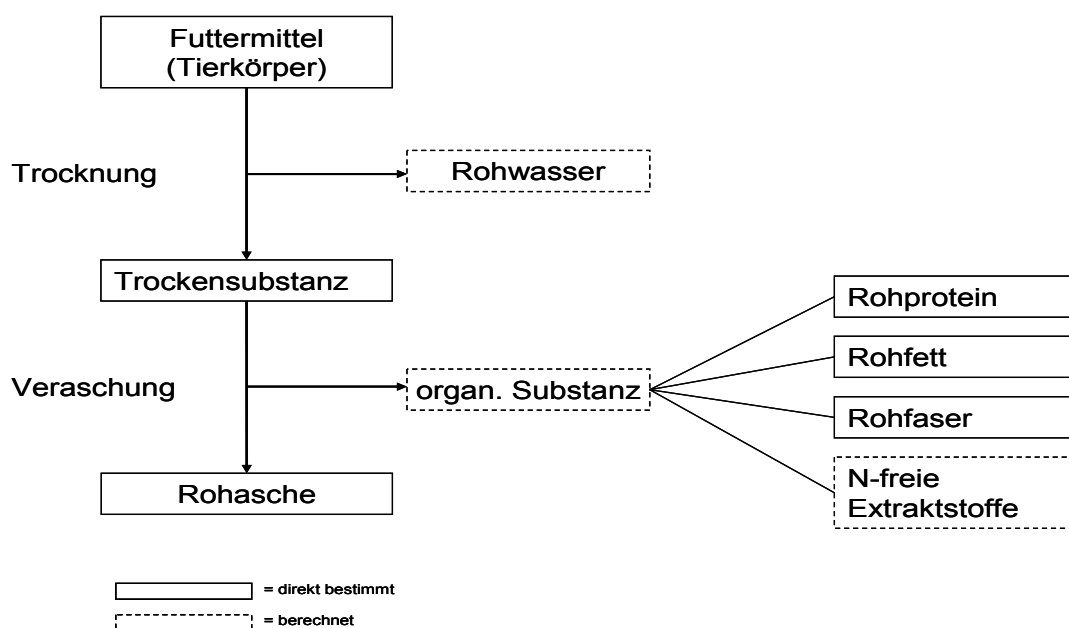 Futtermittel
(Tierkörper)
Trocknung
Rohwasser
Trockensubstanz
Rohprotein
Rohfett
Veraschung
organ. Substanz
Rohfaser
Rohasche
N-freie
Extraktstoffe
= direkt bestimmt
= berechnet